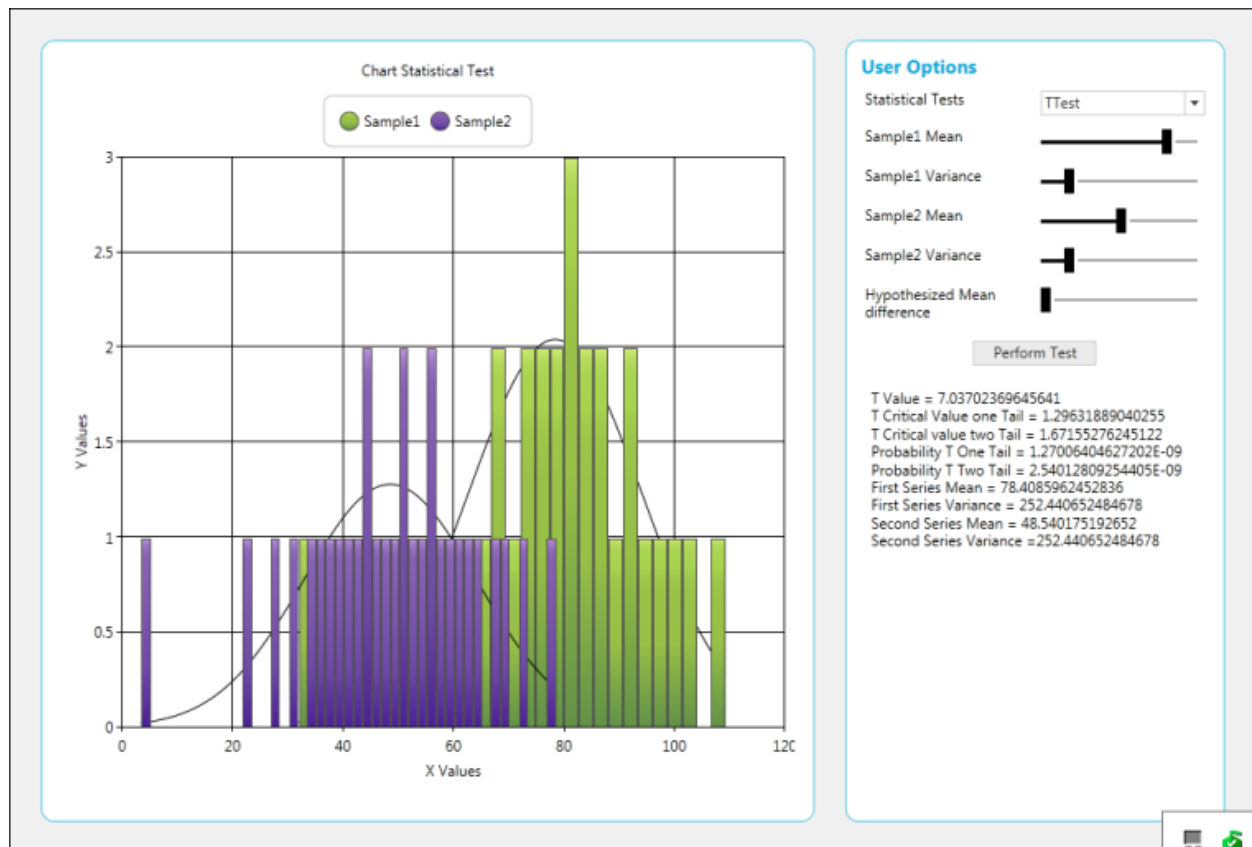 Chart Statistical Test
Sample1 Sample2
3
2.5
2
1.5
1
0.5
0
Y Values
0 20 40 60 80 100 12
X Values
User Options
Statistical Tests TTest
Sample1 Mean
Sample1 Variance
Sample2 Mean
Sample2 Variance
Hypothesized Mean
difference
Perform Test
T Value = 7.03702369645641
T Critical Value one Tail = 1.29631889040255
T Critical value two Tail = 1.67155276245122
Probability T One Tail = 1.27006404627202E-09
Probability T Two Tail = 2.54012809254405E-09
First Series Mean = 78.4085962452836
First Series Variance = 252.440652484678
Second Series Mean = 48.540175192652
Second Series Variance =252.440652484678